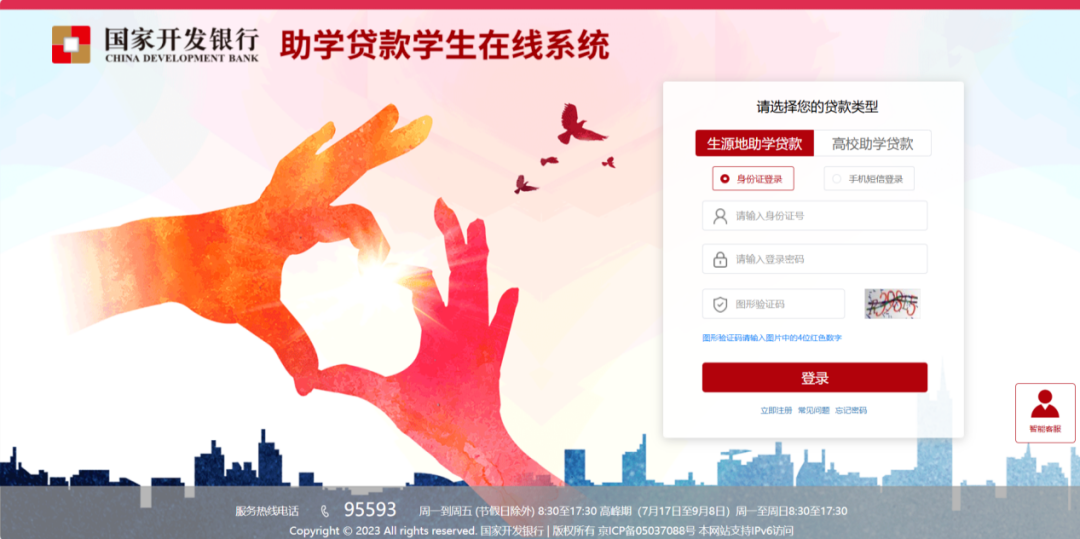 国家开发银行
CHINA DEVELOPMENT BANK
助学贷款学生在线系统
请选择您的贷款类型
生源地助学贷款 高校助学贷款
身份证登录 手机短信登录
请输入身份证号
请输入登录密码
图形验证码
图形验证码请输入图片中的4位红色数字
登录
立即注册 常见问题 忘记密码
智能客服
服务热线电话 95593 周一到周五 (节假日除外) 8:30至17:30 高峰期 (7月17日至9月8日) 周一至周日8:30至17:30
Copyright © 2023 All rights reserved. 国家开发银行 | 版权所有 京ICP备05037088号 本网站支持IPv6访问